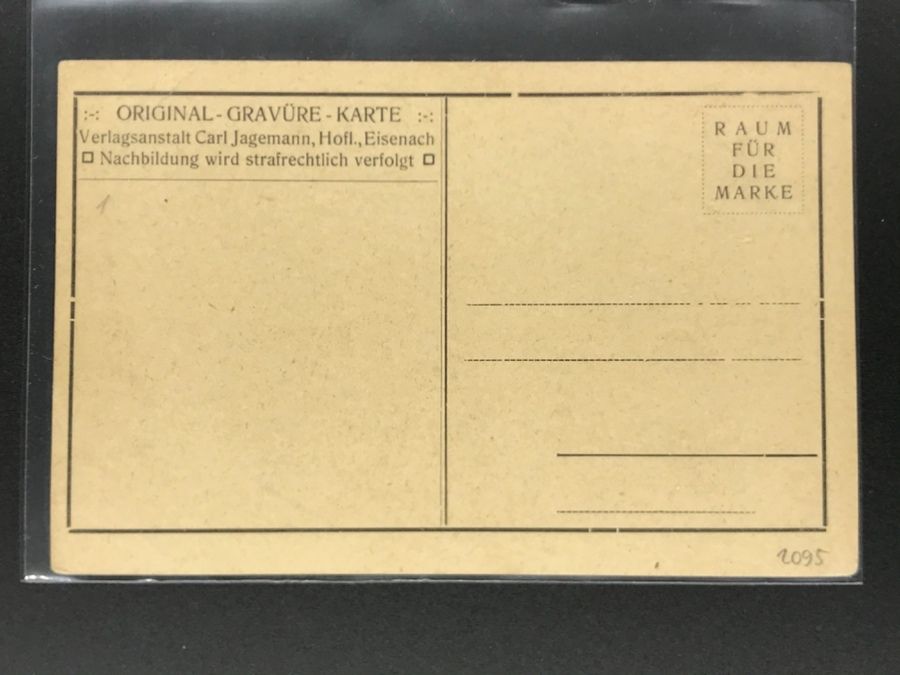 :-: ORIGINAL-GRAVÜRE-KARTE :-:
Verlagsanstalt Carl Jagemann, Hofl., Eisenach
Nachbildung wird strafrechtlich verfolgt
1
RAUM
FÜR
DIE
MARKE
2095